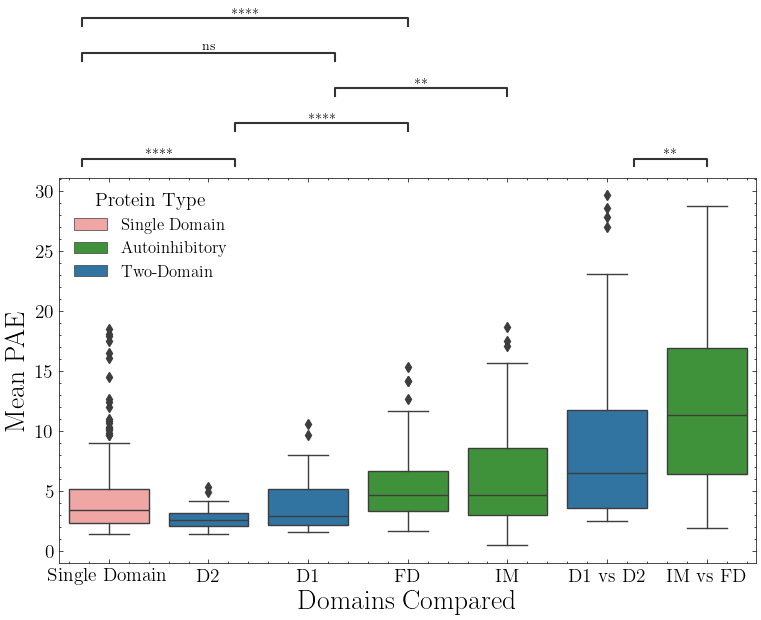 ****
ns
**
****
****
**
Protein Type
Single Domain
Autoinhibitory
Two-Domain
30
25
20
15
10
5
0
Mean PAE
Single Domain D2 D1 FD IM D1 vs D2 IM vs FD
Domains Compared